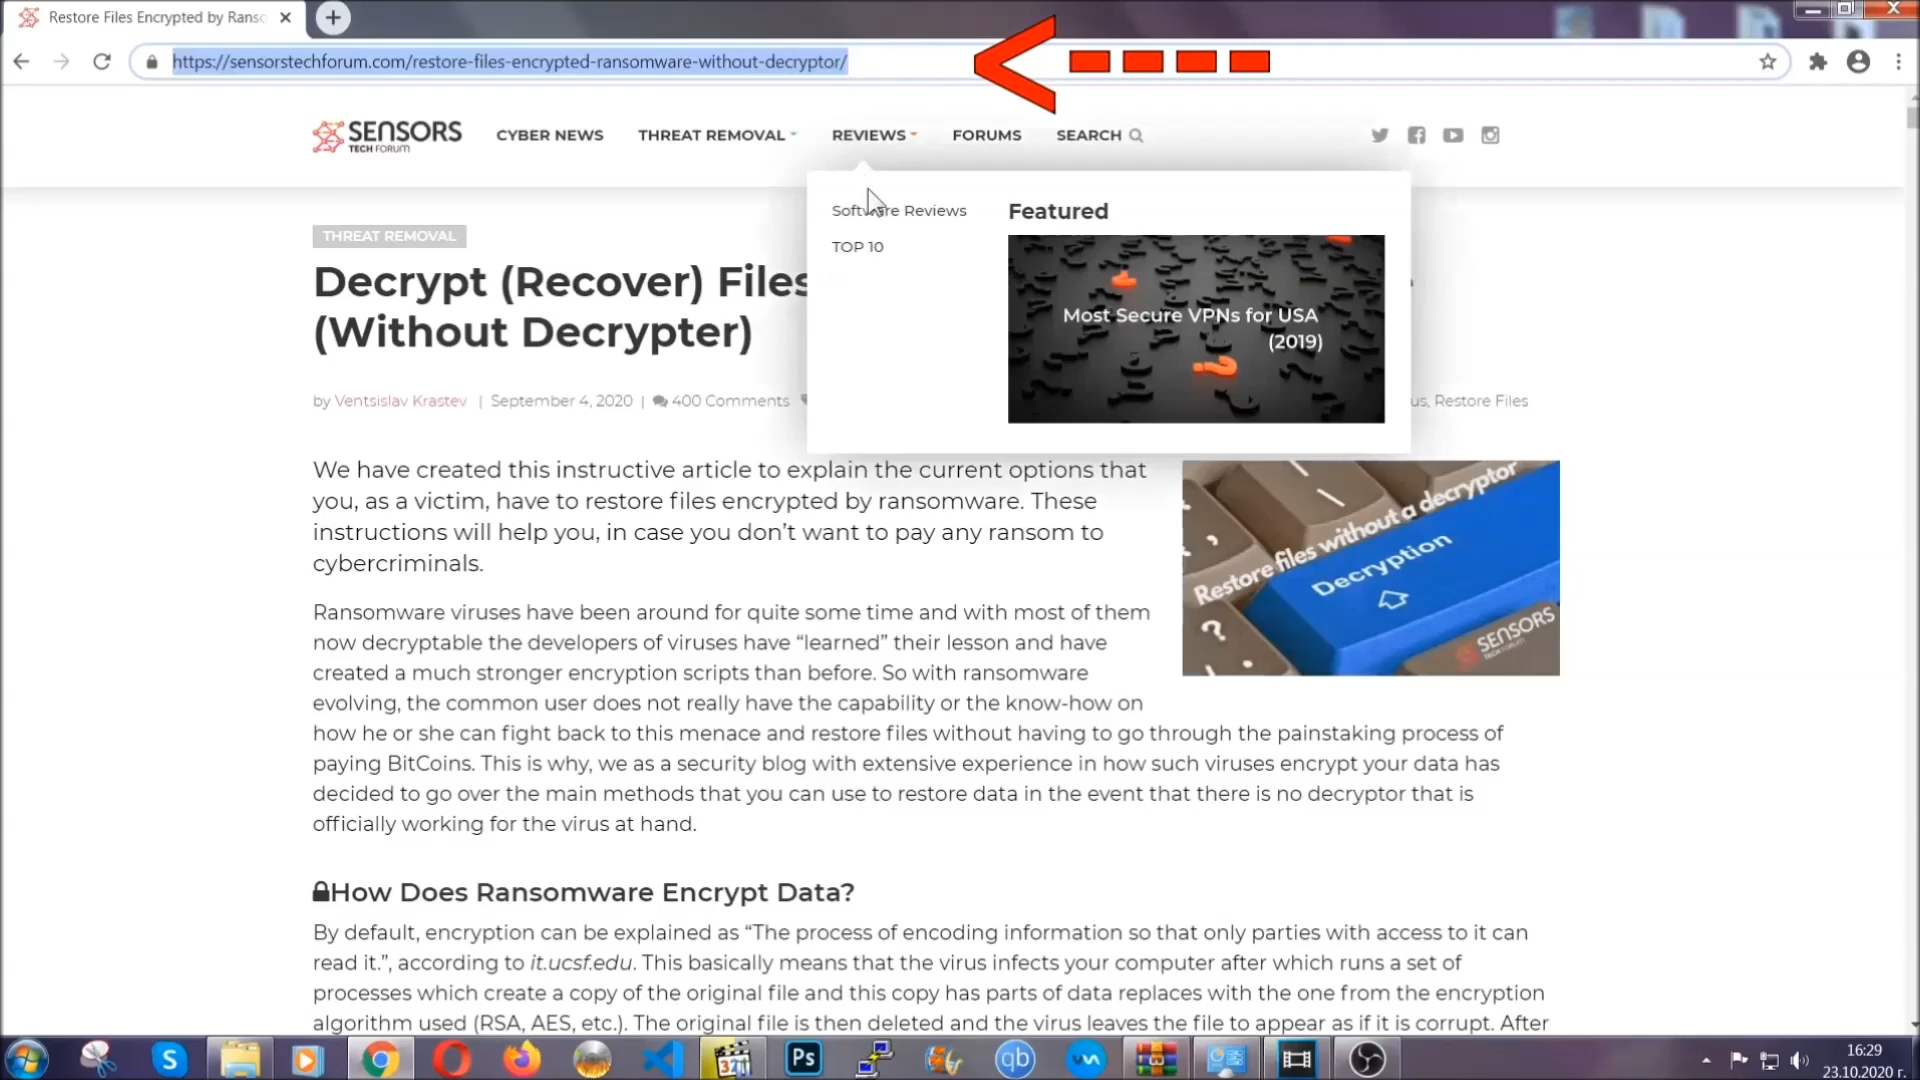 Restore Files Encrypted by Ranso
https://sensorstechforum.com/restore-files-encrypted-ransomware-without-decryptor/
SENSORS
TECH FORUM
CYBER NEWS
THREAT REMOVAL
REVIEWS
FORUMS
SEARCH
Software Reviews
TOP 10
Featured
Most Secure VPNs for USA
(2019)
THREAT REMOVAL
Decrypt (Recover) Files
(Without Decrypter)
by Ventsislav Krastev | September 4, 2020 | 400 Comments
us, Restore Files
We have created this instructive article to explain the current options that
you, as a victim, have to restore files encrypted by ransomware. These
instructions will help you, in case you don’t want to pay any ransom to
cybercriminals.
Restore files without a decryptor
Decryption
SENSORS
Ransomware viruses have been around for quite some time and with most of them
now decryptable the developers of viruses have “learned” their lesson and have
created a much stronger encryption scripts than before. So with ransomware
evolving, the common user does not really have the capability or the know-how on
how he or she can fight back to this menace and restore files without having to go through the painstaking process of
paying BitCoins. This is why, we as a security blog with extensive experience in how such viruses encrypt your data has
decided to go over the main methods that you can use to restore data in the event that there is no decryptor that is
officially working for the virus at hand.
How Does Ransomware Encrypt Data?
By default, encryption can be explained as “The process of encoding information so that only parties with access to it can
read it.”, according to it.ucsf.edu. This basically means that the virus infects your computer after which runs a set of
processes which create a copy of the original file and this copy has parts of data replaces with the one from the encryption
algorithm used (RSA, AES, etc.). The original file is then deleted and the virus leaves the file to appear as if it is corrupt. After
S
321
Ps
qb
16:29
23.10.2020 г.